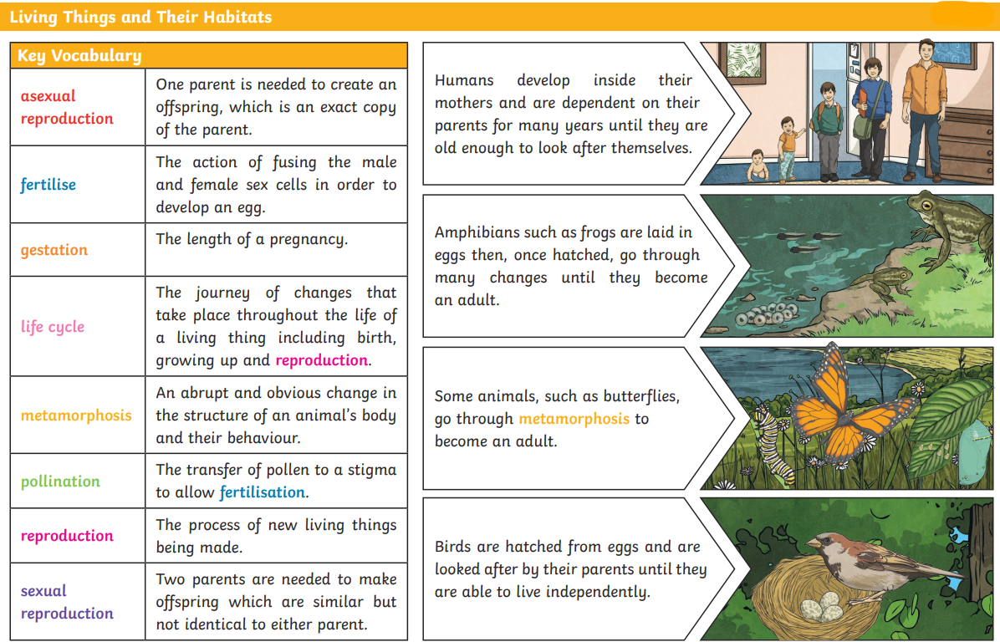 Living Things and Their Habitats
Key Vocabulary
asexual
reproduction
One parent is needed to create an
offspring, which is an exact copy
of the parent.
fertilise
The action of fusing the male
and female sex cells in order to
develop an egg.
gestation
The length of a pregnancy.
life cycle
The journey of changes that
take place throughout the life of
a living thing including birth,
growing up and reproduction.
metamorphosis
An abrupt and obvious change in
the structure of an animal's body
and their behaviour.
pollination
The transfer of pollen to a stigma
to allow fertilisation.
reproduction
The process of new living things
being made.
sexual
reproduction
Two parents are needed to make
offspring which are similar but
not identical to either parent.
Humans develop inside their
mothers and are dependent on their
parents for many years until they are
old enough to look after themselves.
Amphibians such as frogs are laid in
eggs then, once hatched, go through
many changes until they become
an adult.
Some animals, such as butterflies,
go through metamorphosis to
become an adult.
Birds are hatched from eggs and are
looked after by their parents until they
are able to live independently.